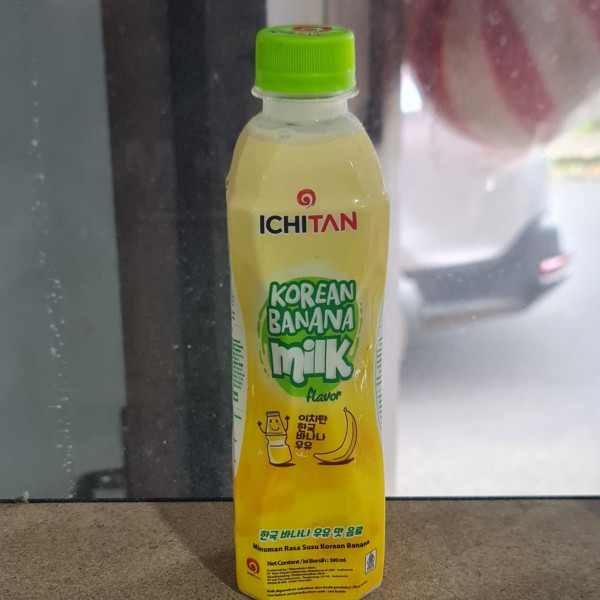 ICHITAN
KOREAN
BANANA
milk
flavor
이치탄
한국
바나나
우유
한국 바나나 우유 맛 음료
Minuman Rasa Susu Korean Banana
Net Content / Isi Bersih : 300 mL